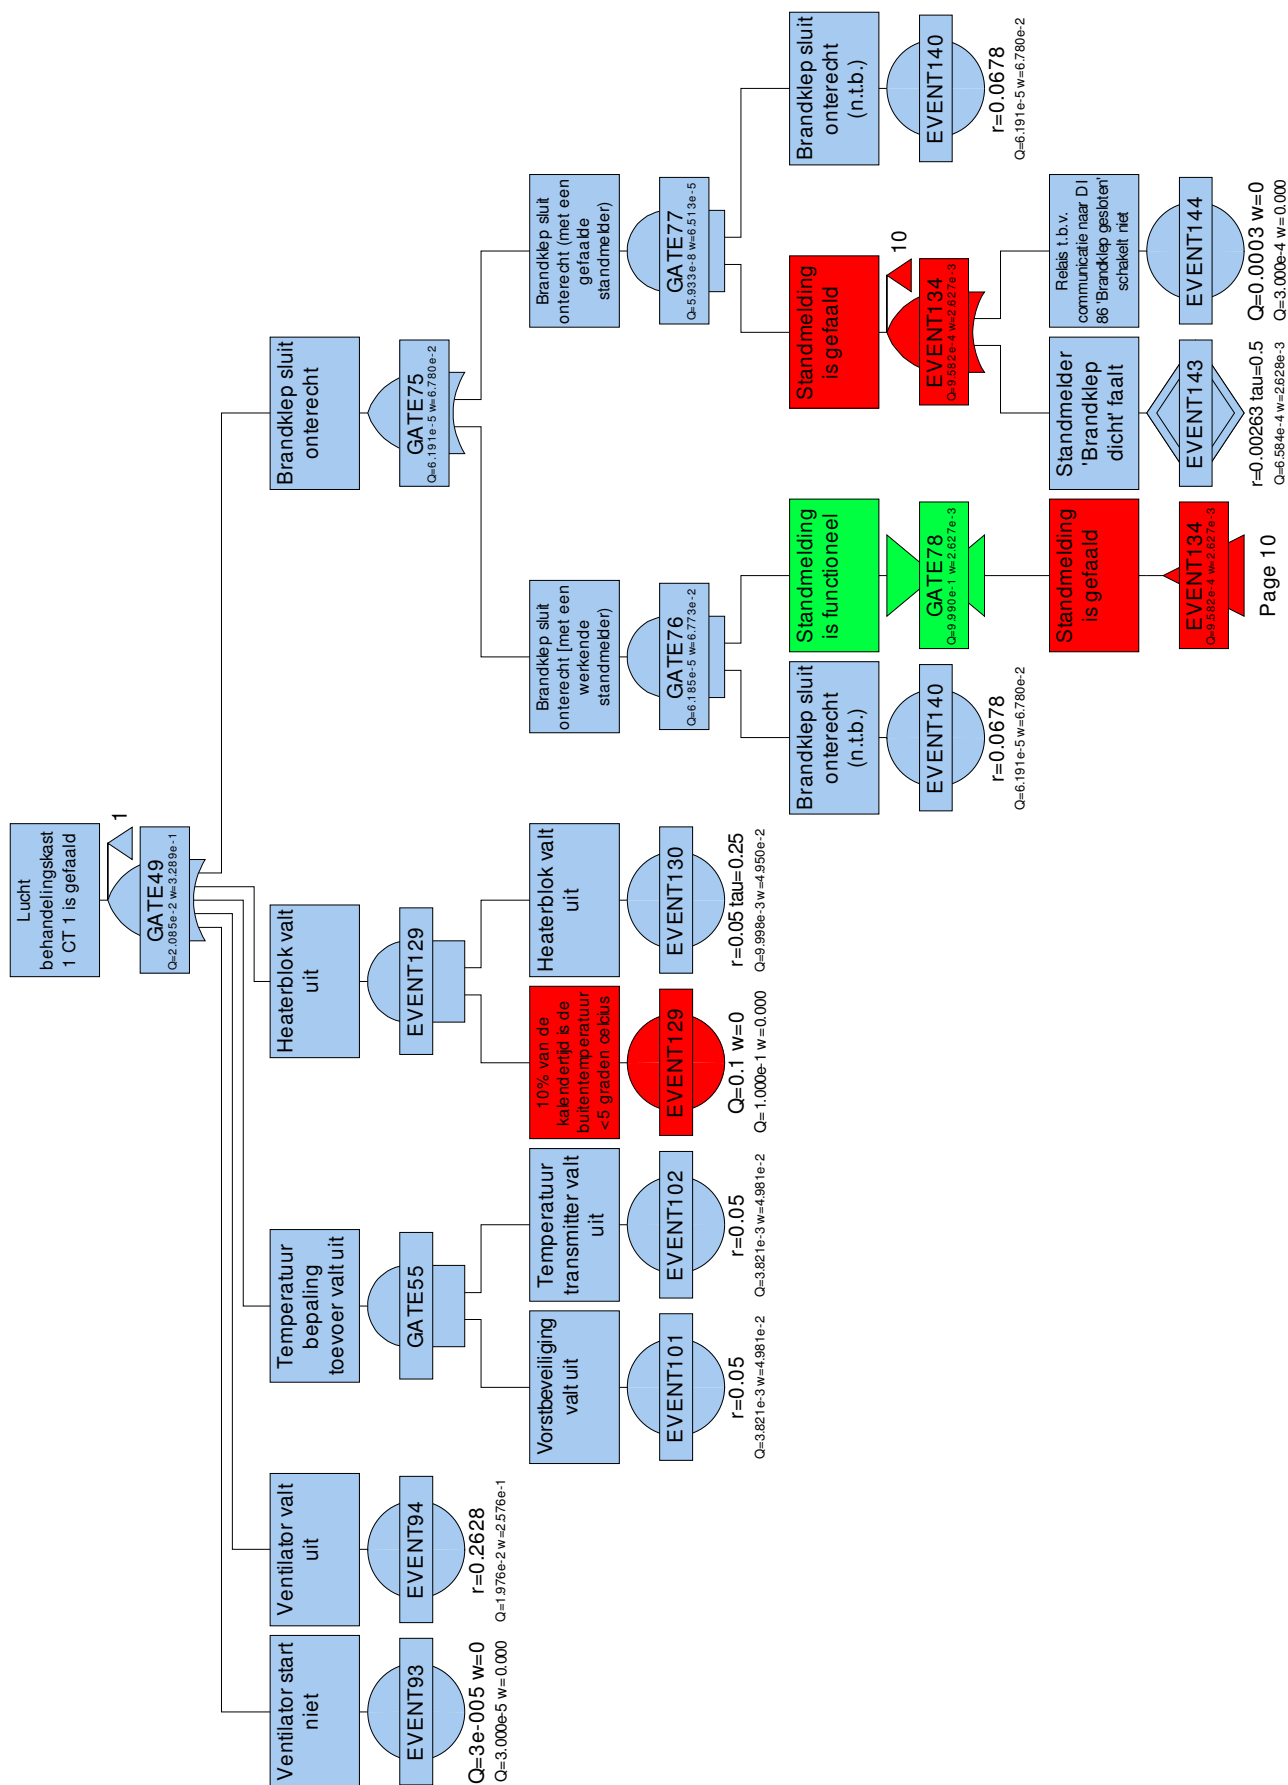 Lucht
behandelingskast
1 CT 1 is gefaald
1
GATE49
Q=2.085e-2 w=3.289e-1
Ventilator start
niet
EVENT93
Q=3e-005 w=0
Q=3.000e-5 w=0.000
Ventilator valt
uit
EVENT94
r=0.2628
Q=1.976e-2 w=2.576e-1
Temperatuur
bepaling
toevoer valt uit
GATE55
Heaterblok valt
uit
EVENT129
Brandklep sluit
onterecht
GATE75
Q=6.191e-5 w=6.780e-2
Vorstbeveiliging
valt uit
EVENT101
r=0.05
Q=3.821e-3 w=4.981e-2
Temperatuur
transmitter valt
uit
EVENT102
r=0.05
Q=3.821e-3 w=4.981e-2
10% van de
kalendertijd is de
buitentemperatuur
<5 graden celcius
EVENT129
Q=0.1 w=0
Q=1.000e-1 w=0.000
Heaterblok valt
uit
EVENT130
r=0.05 tau=0.25
Q=9.998e-3 w=4.950e-2
Brandklep sluit
onterecht [met een
werkende
standmelder)
GATE76
Q=6.185e-5 w=6.773e-2
Brandklep sluit
onterecht (met een
gefaalde
standmelder)
GATE77
Q=5.933e-8 w=6.513e-5
Brandklep sluit
onterecht
(n.t.b.)
EVENT140
r=0.0678
Q=6.191e-5 w=6.780e-2
Standmelding
is functioneel
GATE78
Q=9.990e-1 w=2.627e-3
Standmelding
is gefaald
10
EVENT134
Q=9.582e-4 w=2.627e-3
Brandklep sluit
onterecht
(n.t.b.)
EVENT140
r=0.0678
Q=6.191e-5 w=6.780e-2
Standmelding
is gefaald
EVENT134
Q=9.582e-4 w=2.627e-3
Page 10
Standmelder
'Brandklep
dicht' faalt
EVENT143
r=0.00263 tau=0.5
Q=6.584e-4 w=2.628e-3
Relais t.b.v.
communicatie naar DI
86 'Brandklep gesloten'
schakelt niet
EVENT144
Q=0.0003 w=0
Q=3.000e-4 w=0.000